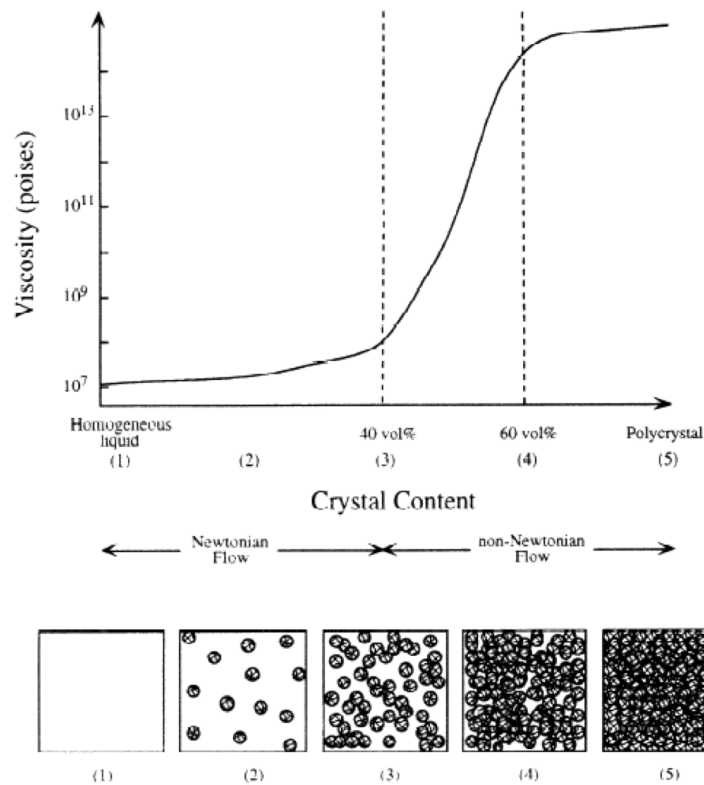 Viscosity (poises)
10¹³
10¹¹
10⁹
10⁷
Homogeneous
liquid
(1)
(2)
40 vol%
(3)
60 vol%
(4)
Polycrystal
(5)
Crystal Content
Newtonian
Flow
non-Newtonian
Flow
(1)
(2)
(3)
(4)
(5)